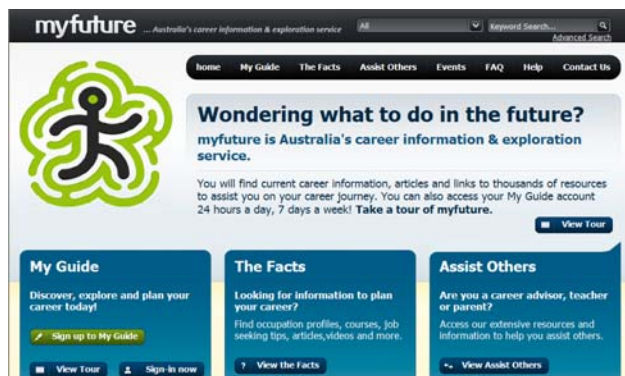 myfuture ... Australia's career information & exploration service
All
Keyword Search...
Advanced Search
home My Guide The Facts Assist Others Events FAQ Help Contact Us
Wondering what to do in the future?
myfuture is Australia's career information & exploration
service.
You will find current career information, articles and links to thousands of resources
to assist you on your career journey. You can also access your My Guide account
24 hours a day, 7 days a week! Take a tour of myfuture.
View Tour
My Guide
Discover, explore and plan your
career today!
Sign up to My Guide
View Tour Sign-in now
The Facts
Looking for information to plan
your career?
Find occupation profiles, courses, job
seeking tips, articles,videos and more.
? View the Facts
Assist Others
Are you a career advisor, teacher
or parent?
Access our extensive resources and
information to help you assist others.
View Assist Others